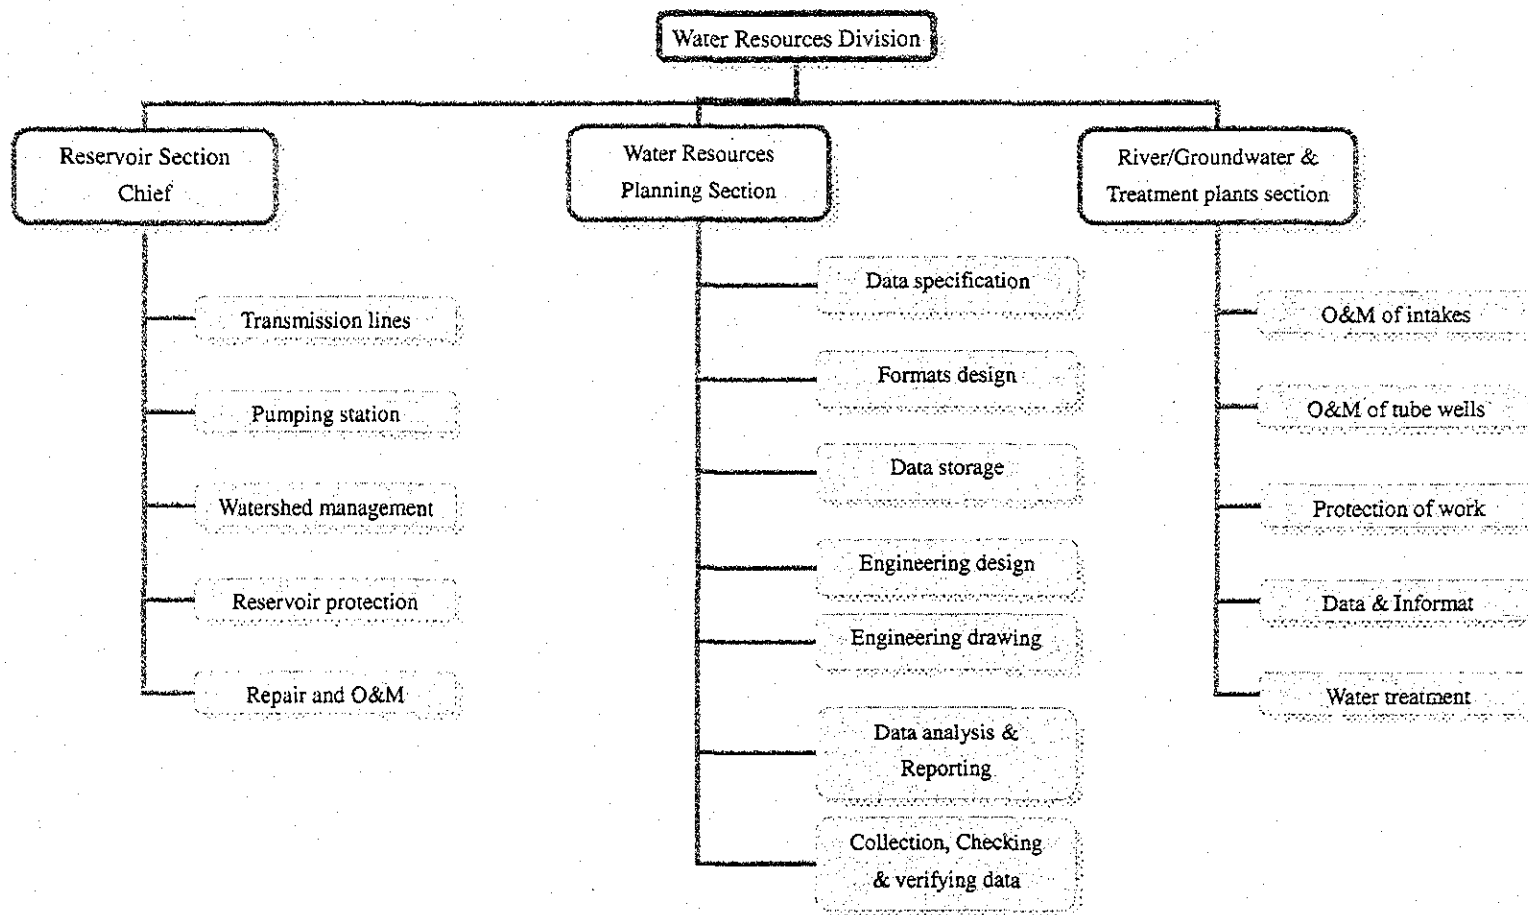 Water Resources Division
Reservoir Section
Chief
Transmission lines
Pumping station
Watershed management
Reservoir protection
Repair and O&M
Water Resources
Planning Section
Data specification
Formats design
Data storage
Engineering design
Engineering drawing
Data analysis &
Reporting
Collection, Checking
& verifying data
River/Groundwater &
Treatment plants section
O&M of intakes
O&M of tube wells
Protection of work
Data & Informat
Water treatment